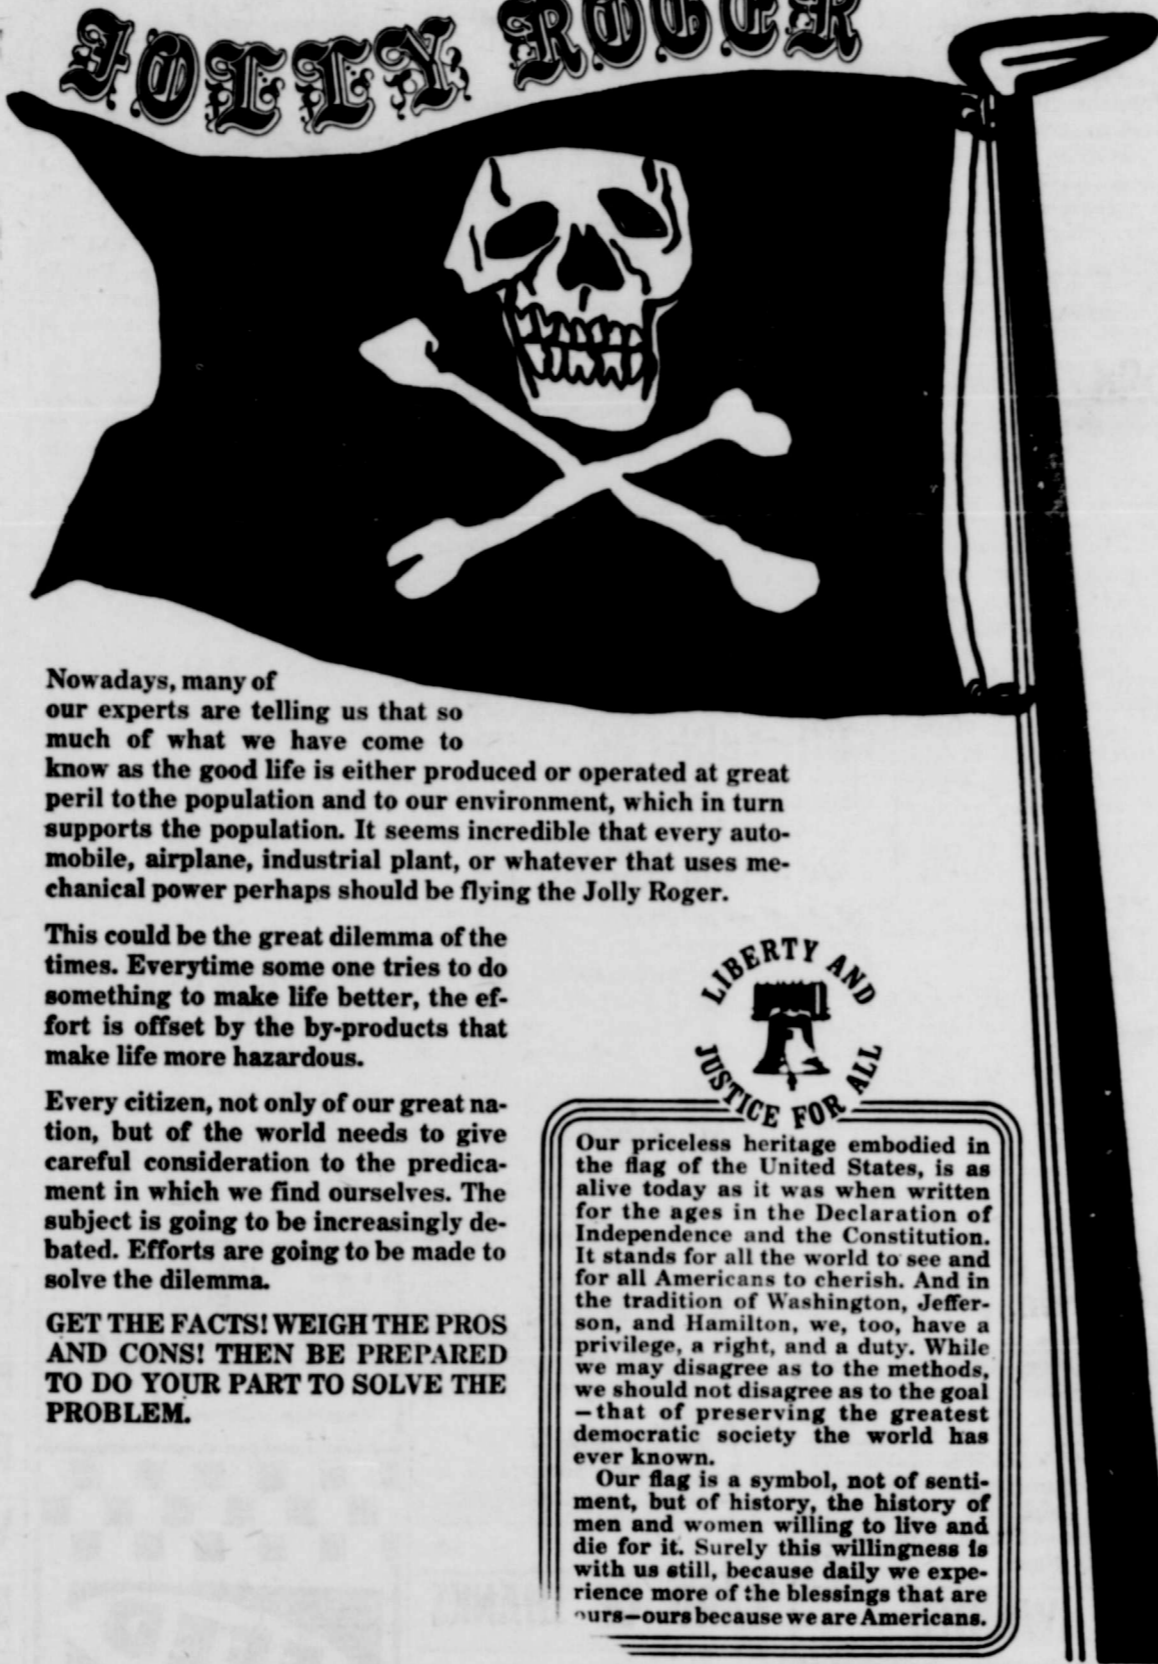 JOLLY ROGER
Nowadays, many of
our experts are telling us that so
much of what we have come to
know as the good life is either produced or operated at great
peril tothe population and to our environment, which in turn
supports the population. It seems incredible that every auto-
mobile, airplane, industrial plant, or whatever that uses me-
chanical power perhaps should be flying the Jolly Roger.
This could be the great dilemma of the
times. Everytime some one tries to do
something to make life better, the ef-
fort is offset by the by-products that
make life more hazardous.
Every citizen, not only of our great na-
tion, but of the world needs to give
careful consideration to the predica-
ment in which we find ourselves. The
subject is going to be increasingly de-
bated. Efforts are going to be made to
solve the dilemma.
GET THE FACTS! WEIGH THE PROS
AND CONS! THEN BE PREPARED
TO DO YOUR PART TO SOLVE THE
PROBLEM.
LIBERTY AND
JUSTICE FOR ALL
Our priceless heritage embodied in
the flag of the United States, is as
alive today as it was when written
for the ages in the Declaration of
Independence and the Constitution.
It stands for all the world to see and
for all Americans to cherish. And in
the tradition of Washington, Jeffer-
son, and Hamilton, we, too, have a
privilege, a right, and a duty. While
we may disagree as to the methods,
we should not disagree as to the goal
—that of preserving the greatest
democratic society the world has
ever known.
Our flag is a symbol, not of senti-
ment, but of history, the history of
men and women willing to live and
die for it. Surely this willingness is
with us still, because daily we expe-
rience more of the blessings that are
ours—ours because we are Americans.